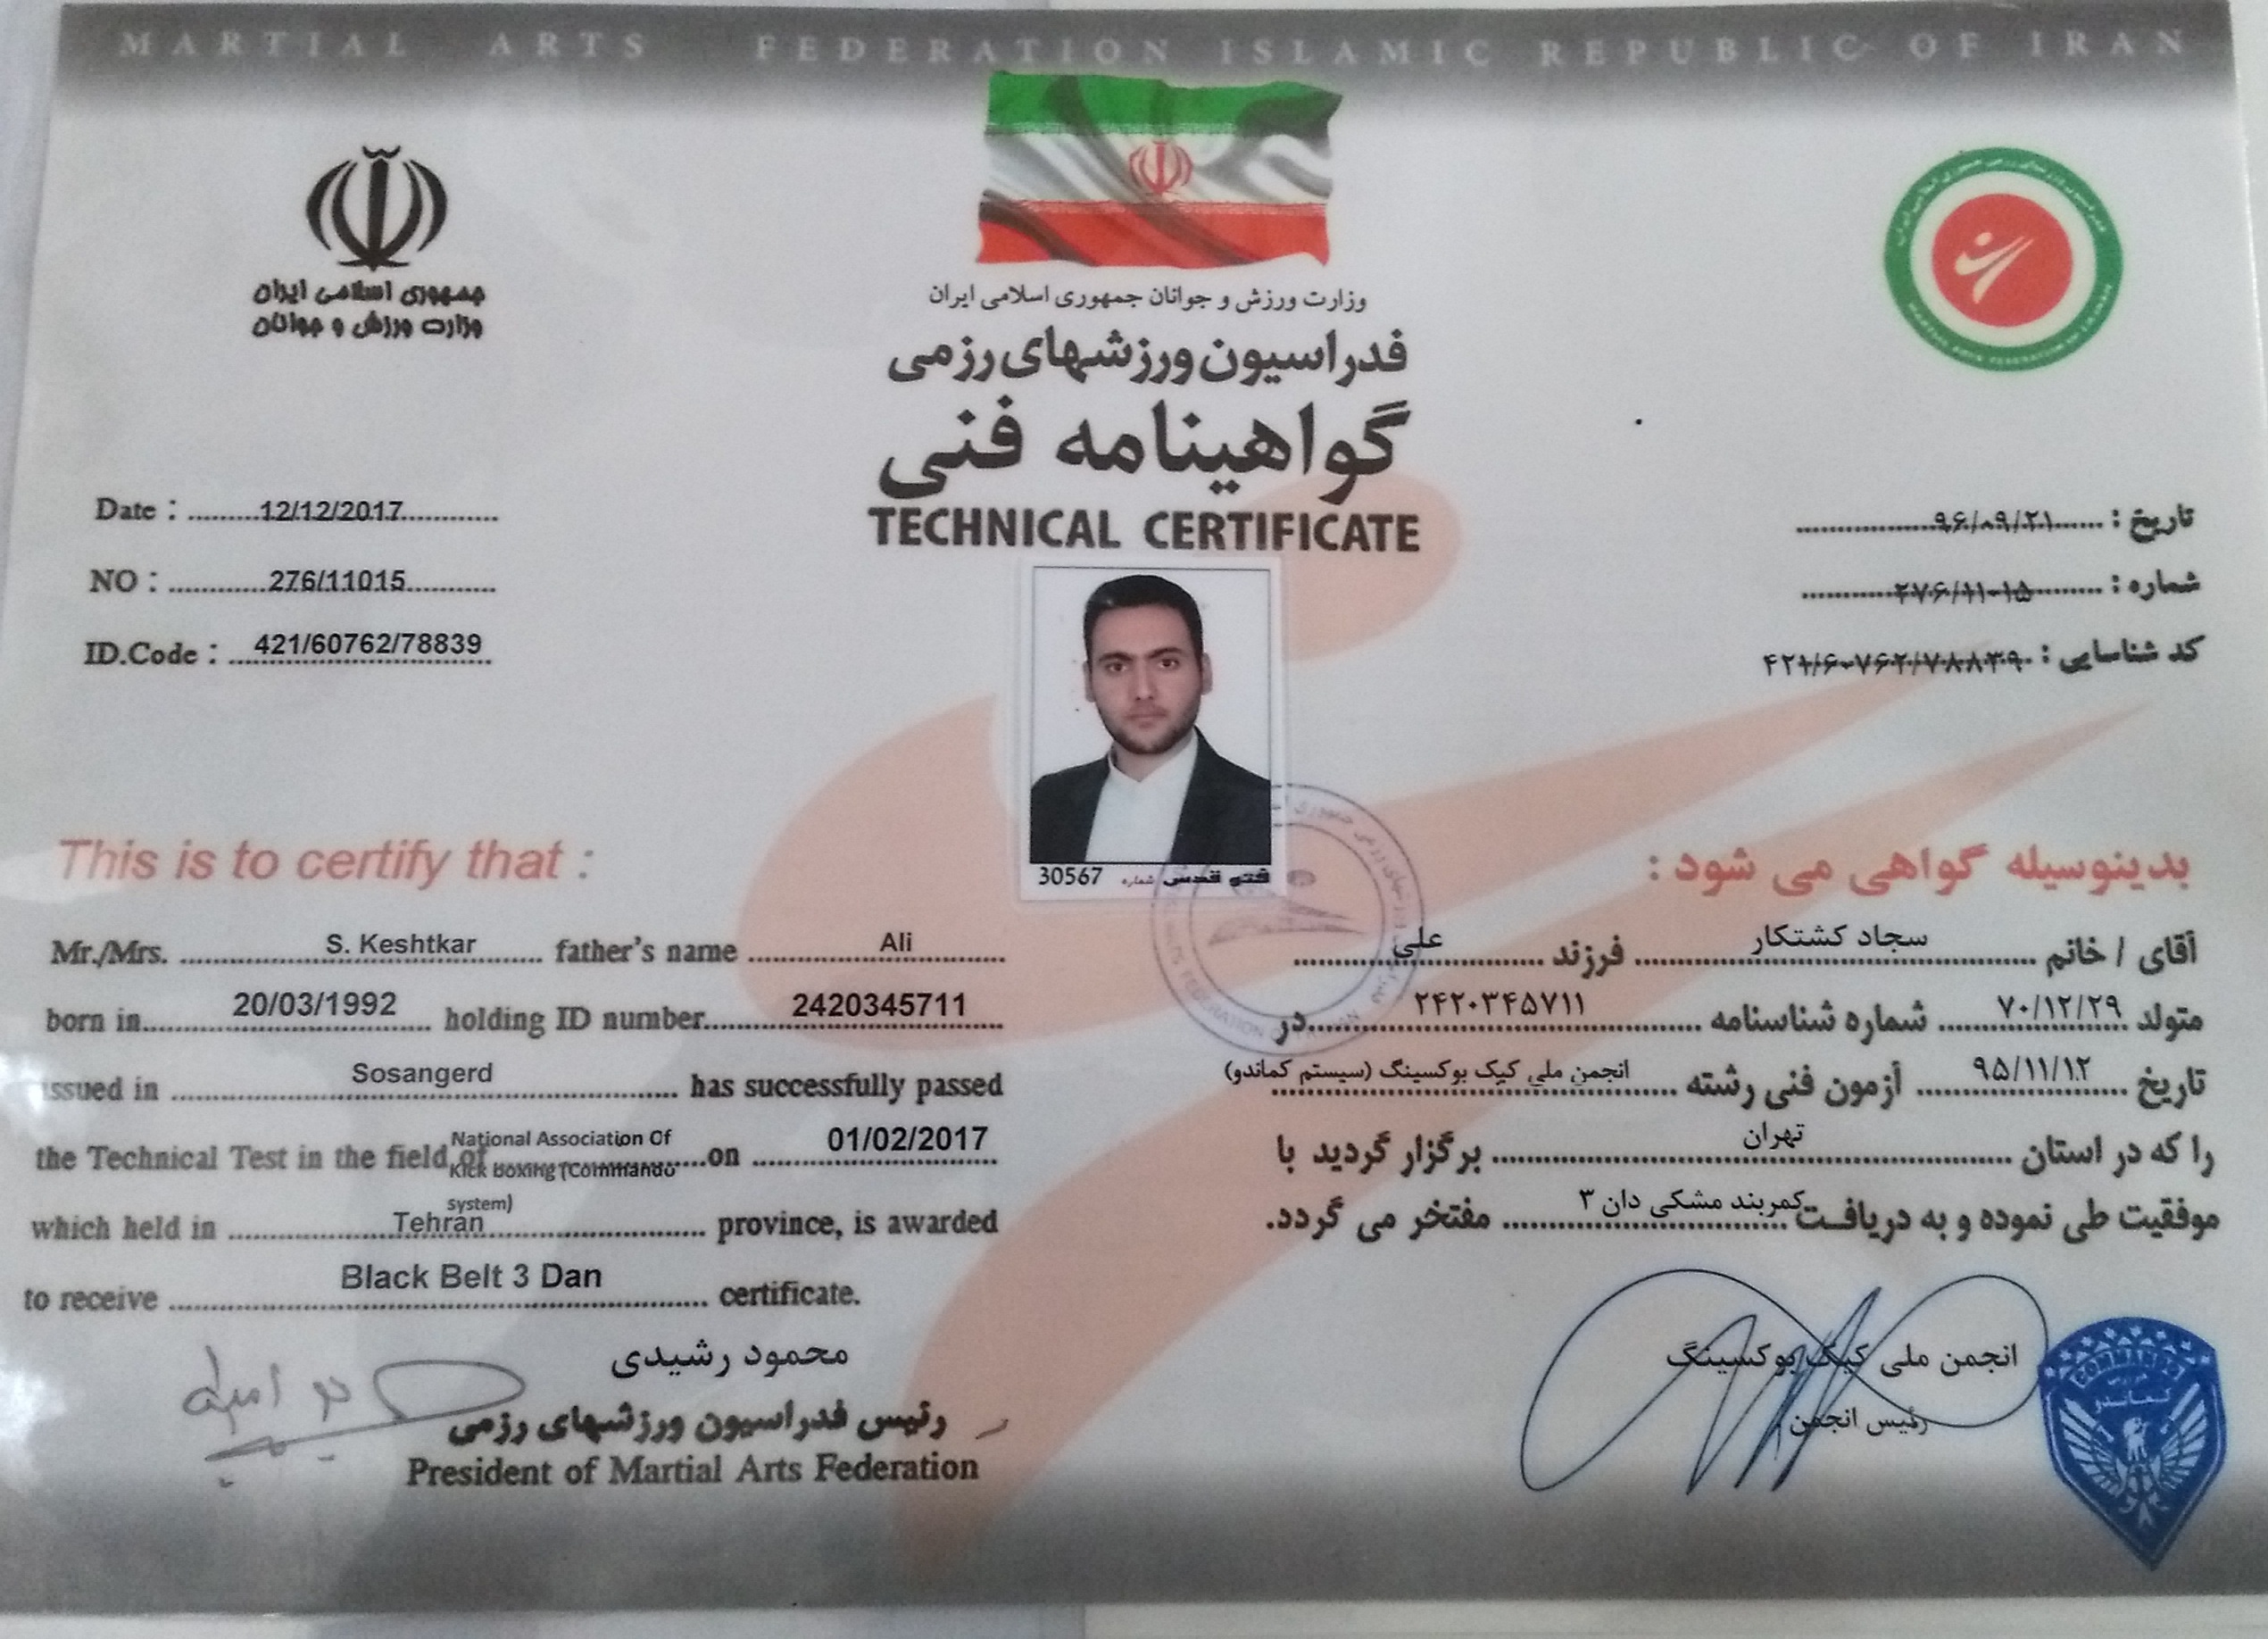 MARTIAL ARTS FEDERATION ISLAMIC REPUBLIC OF IRAN
جمهوری اسلامی ایران
وزارت ورزش و جوانان
وزارت ورزش و جوانان جمهوری اسلامی ایران
فدراسیون ورزشهای رزمی
گواهینامه فنی
TECHNICAL CERTIFICATE
Date : 12/12/2017
NO : 276/11015
ID.Code : 421/60762/78839
تاریخ : ۹۶/۰۹/۲۱
شماره : ۲۷۶/۱۱۰۱۵
کد شناسایی : ۴۲۱/۶۰۷۶۲/۷۸۸۳۹
30567 شماره فتو قدس
This is to certify that :
Mr./Mrs. S. Keshtkar father's name Ali
born in 20/03/1992 holding ID number 2420345711
issued in Sosangerd has successfully passed
the Technical Test in the field of National Association Of Kick boxing (Commando system) on 01/02/2017
which held in Tehran province, is awarded
to receive Black Belt 3 Dan certificate.
محمود رشیدی
رئیس فدراسیون ورزشهای رزمی
President of Martial Arts Federation
بدینوسیله گواهی می شود :
آقای / خانم سجاد کشتکار فرزند علی
متولد ۷۰/۱۲/۲۹ شماره شناسنامه ۲۴۲۰۳۴۵۷۱۱ در
تاریخ ۹۵/۱۱/۱۲ آزمون فنی رشته انجمن ملی کیک بوکسینگ (سیستم کماندو)
را که در استان تهران برگزار گردید با
موفقیت طی نموده و به دریافت کمربند مشکی دان ۳ مفتخر می گردد.
انجمن ملی کیک بوکسینگ
رئیس انجمن
COMMANDO